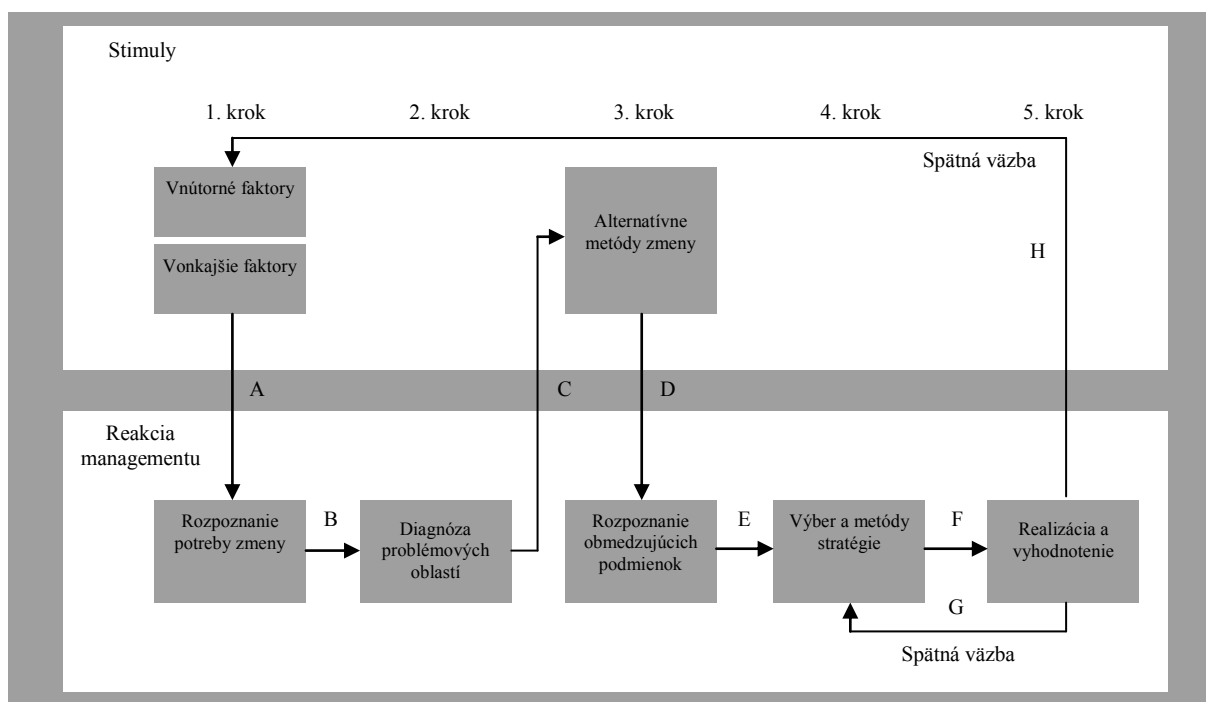 Stimuly
1. krok
2. krok
3. krok
4. krok
5. krok
Spätná väzba
Vnútorné faktory
Vonkajšie faktory
Alternatívne
metódy zmeny
H
A
C
D
Reakcia
managementu
Rozpoznanie
potreby zmeny
B
Diagnóza
problémových
oblastí
Rozpoznanie
obmedzujúcich
podmienok
E
Výber a metódy
stratégie
F
Realizácia a
vyhodnotenie
G
Spätná väzba